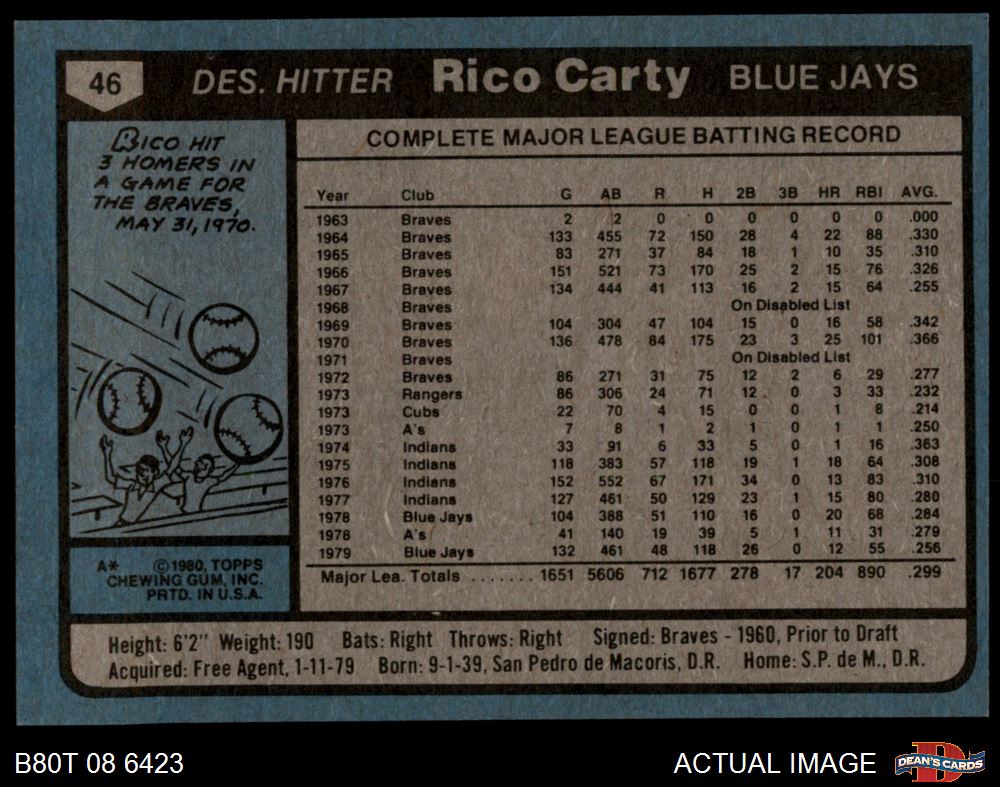 46 DES. HITTER Rico Carty BLUE JAYS
RICO HIT
3 HOMERS IN
A GAME FOR
THE BRAVES,
MAY 31, 1970.
A* ©1980, TOPPS
CHEWING GUM, INC.
PRTD. IN U.S.A.
COMPLETE MAJOR LEAGUE BATTING RECORD
Year Club G AB R H 2B 3B HR RBI AVG.
1963 Braves 2 2 0 0 0 0 0 0 .000
1964 Braves 133 455 72 150 28 4 22 88 .330
1965 Braves 83 271 37 84 18 1 10 35 .310
1966 Braves 151 521 73 170 25 2 15 76 .326
1967 Braves 134 444 41 113 16 2 15 64 .255
1968 Braves On Disabled List
1969 Braves 104 304 47 104 15 0 16 58 .342
1970 Braves 136 478 84 175 23 3 25 101 .366
1971 Braves On Disabled List
1972 Braves 86 271 31 75 12 2 6 29 .277
1973 Rangers 86 306 24 71 12 0 3 33 .232
1973 Cubs 22 70 4 15 0 0 1 8 .214
1973 A's 7 8 1 2 1 0 1 1 .250
1974 Indians 33 91 6 33 5 0 1 16 .363
1975 Indians 118 383 57 118 19 1 18 64 .308
1976 Indians 152 552 67 171 34 0 13 83 .310
1977 Indians 127 461 50 129 23 1 15 80 .280
1978 Blue Jays 104 388 51 110 16 0 20 68 .284
1978 A's 41 140 19 39 5 1 11 31 .279
1979 Blue Jays 132 461 48 118 26 0 12 55 .256
Major Lea. Totals ....... 1651 5606 712 1677 278 17 204 890 .299
Height: 6'2" Weight: 190 Bats: Right Throws: Right Signed: Braves - 1960, Prior to Draft
Acquired: Free Agent, 1-11-79 Born: 9-1-39, San Pedro de Macoris, D.R. Home: S.P. de M., D.R.
B80T 08 6423 ACTUAL IMAGE DEAN'S CARDS